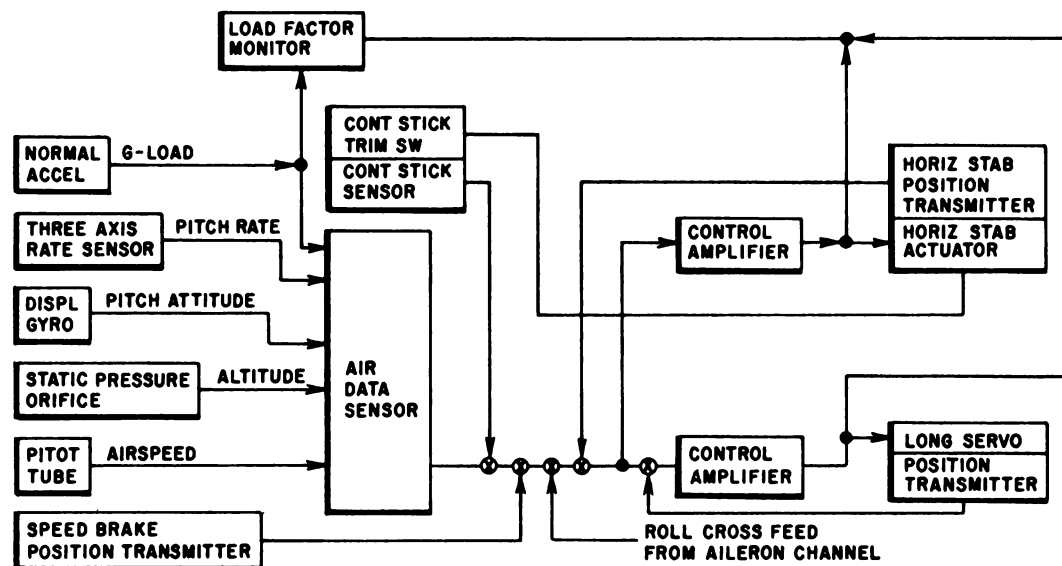 LOAD FACTOR
MONITOR
CONT STICK
TRIM SW
CONT STICK
SENSOR
NORMAL
ACCEL
G-LOAD
HORIZ STAB
POSITION
TRANSMITTER
HORIZ STAB
ACTUATOR
THREE AXIS
RATE SENSOR
PITCH RATE
CONTROL
AMPLIFIER
DISPL
GYRO
PITCH ATTITUDE
AIR
DATA
SENSOR
STATIC PRESSURE
ORIFICE
ALTITUDE
PITOT
TUBE
AIRSPEED
CONTROL
AMPLIFIER
LONG SERVO
POSITION
TRANSMITTER
SPEED BRAKE
POSITION TRANSMITTER
ROLL CROSS FEED
FROM AILERON CHANNEL